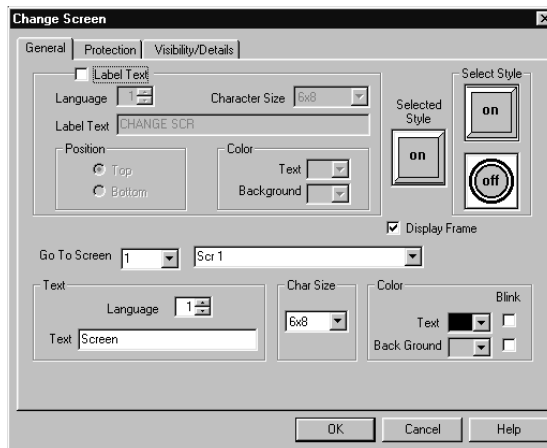 Change Screen
General Protection Visibility/Details
Label Text
Language 1 Character Size 6x8
Label Text CHANGE SCR
Position
Top
Bottom
Color
Text
Background
Selected Style
on
Select Style
on
off
Display Frame
Go To Screen 1 Scr 1
Text
Language 1
Text Screen
Char Size
6x8
Color
Blink
Text
Back Ground
OK Cancel Help